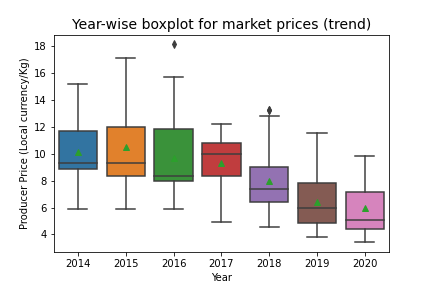 Year-wise boxplot for market prices (trend)
18
16
14
12
10
8
6
4
Producer Price (Local currency/Kg)
2014 2015 2016 2017 2018 2019 2020
Year